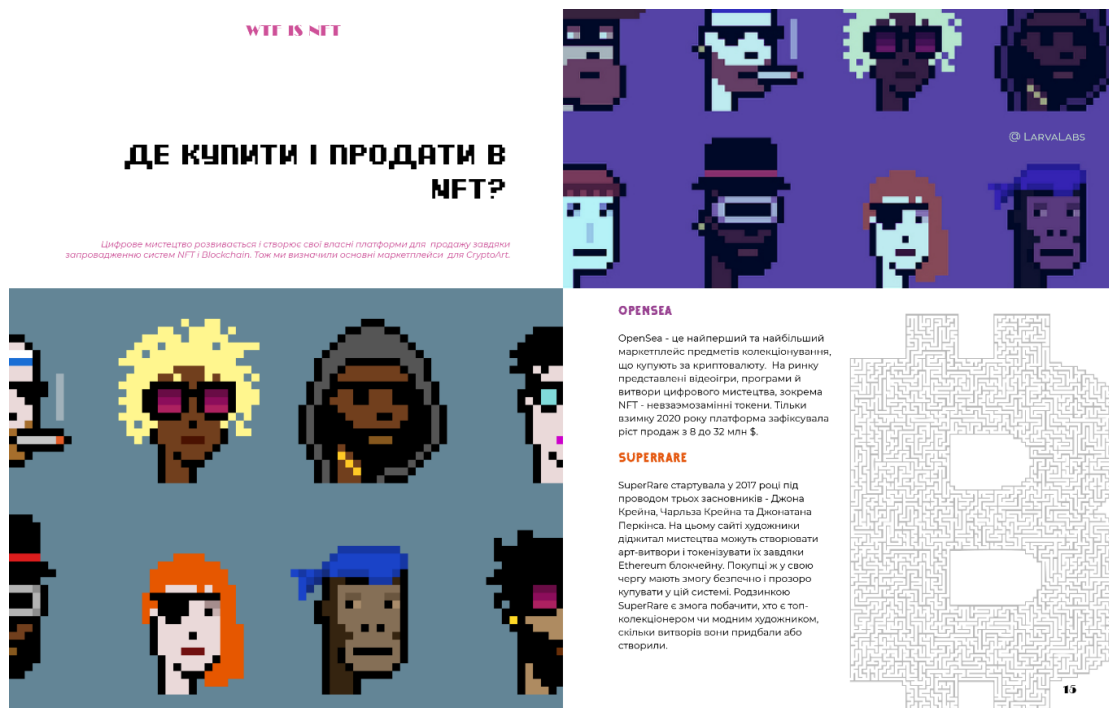 WTF IS NFT
ДЕ КУПИТИ І ПРОДАТИ В
NFT?
Цифрове мистецтво розвивається і створює свої власні платформи для продажу завдяки
запровадженню систем NFT і Blockchain. Тож ми визначили основні маркетплейси для CryptoArt.
@ LARVALABS
OPENSEA
OpenSea - це найперший та найбільший
маркетплейс предметів колекціонування,
що купують за криптовалюту. На ринку
представлені відеоігри, програми й
витвори цифрового мистецтва, зокрема
NFT - невзаємозамінні токени. Тільки
взимку 2020 року платформа зафіксувала
ріст продаж з 8 до 32 млн $.
SUPERRARE
SuperRare стартувала у 2017 році під
проводом трьох засновників - Джона
Крейна, Чарльза Крейна та Джонатана
Перкінса. На цьому сайті художники
діджитал мистецтва можуть створювати
арт-витвори і токенізувати їх завдяки
Ethereum блокчейну. Покупці ж у свою
чергу мають змогу безпечно і прозоро
купувати у цій системі. Родзинкою
SuperRare є змога побачити, хто є топ-
колекціонером чи модним художником,
скільки витворів вони придбали або
створили.
15